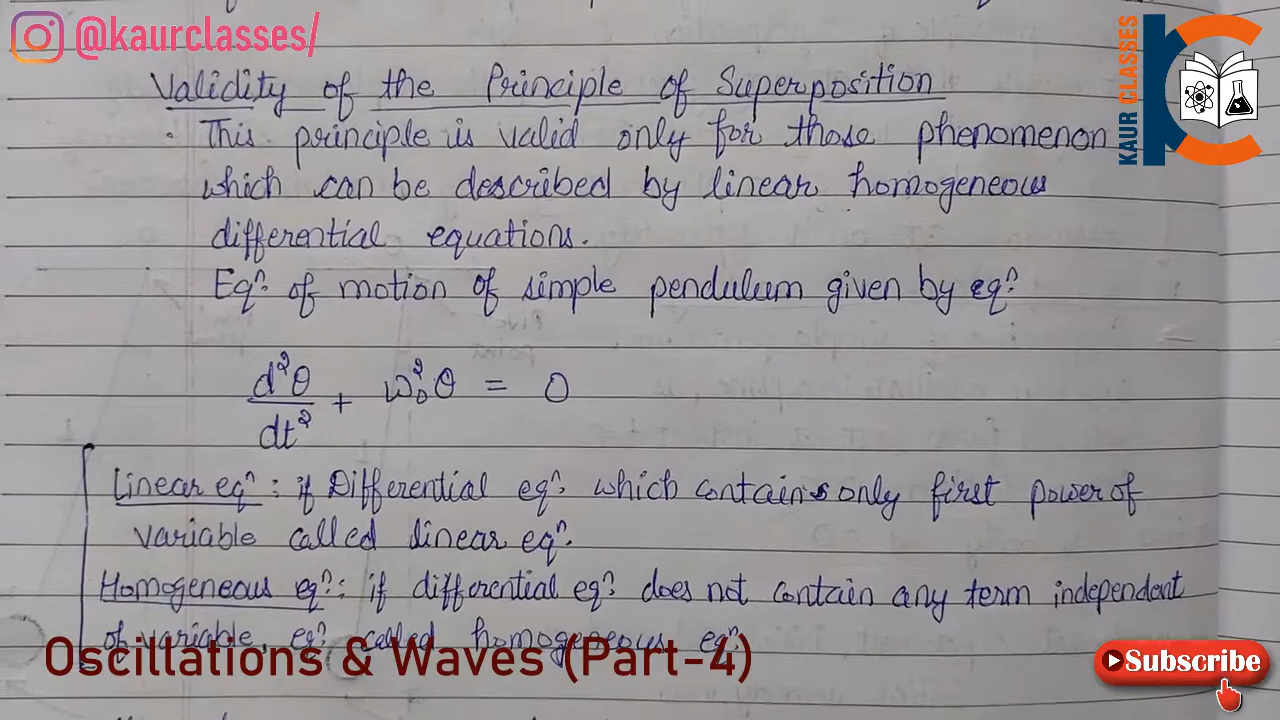 @kaurclasses/
KAUR CLASSES
Validity of the Principle of Superposition
• This principle is valid only for those phenomenon
which can be described by linear homogeneous
differential equations.
Eqn. of motion of simple pendulum given by eqn.
d²θ/dt² + ω₀²θ = 0
Linear eqn. : if Differential eqn. which contains only first power of
variable called linear eqn.
Homogeneous eqn. : if differential eqn. does not contain any term independent
of variable, eqn. called homogeneous eqn.
Oscillations & Waves (Part-4)
Subscribe